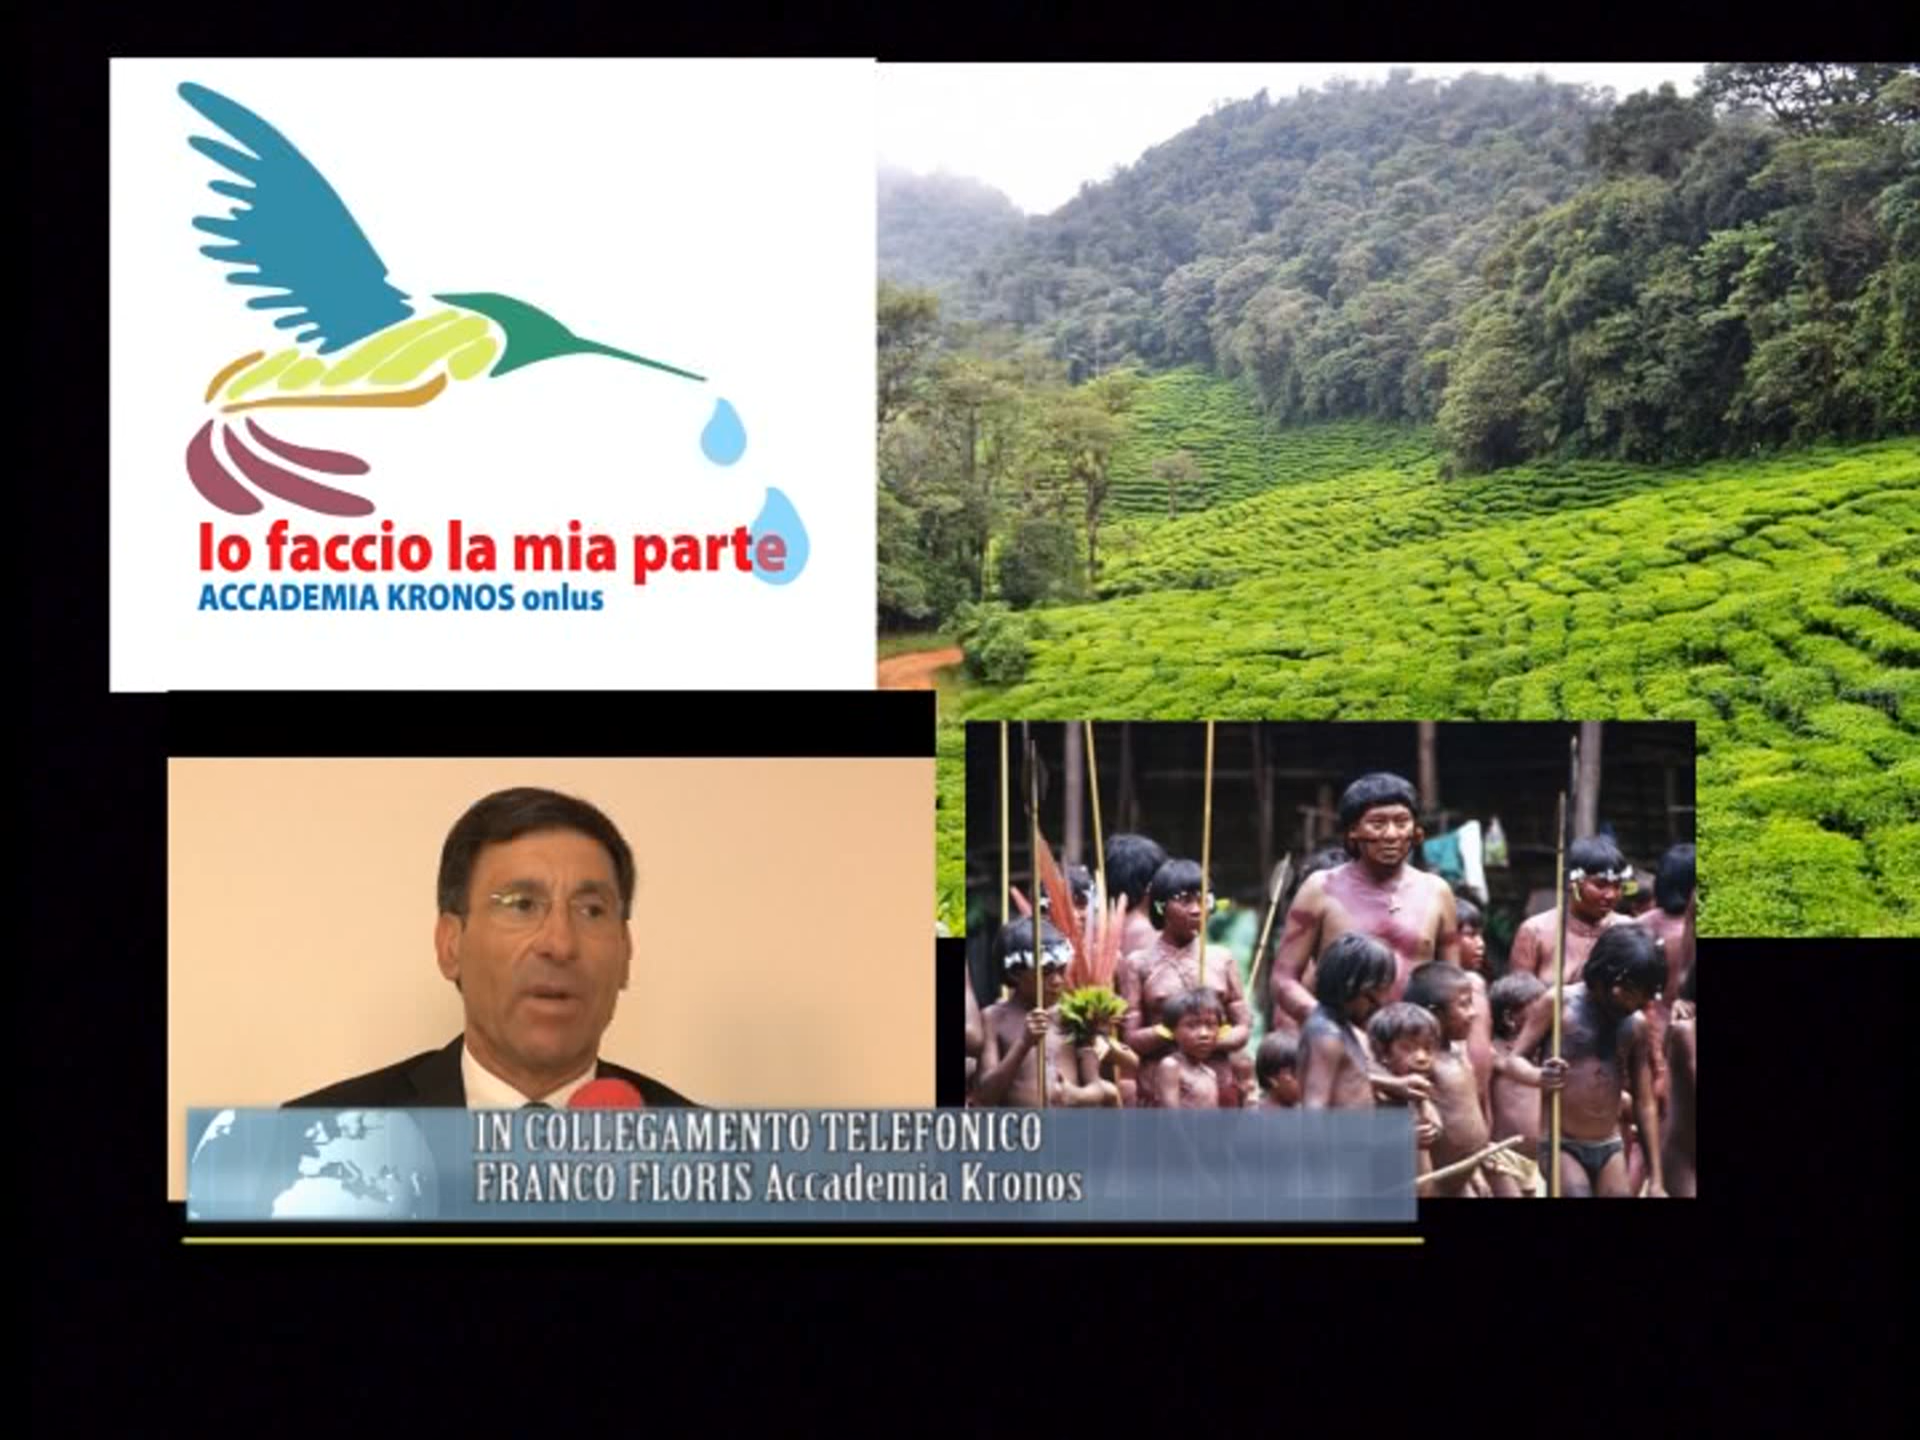 Io faccio la mia parte
ACCADEMIA KRONOS onlus
IN COLLEGAMENTO TELEFONICO
FRANCO FLORIS Accademia Kronos